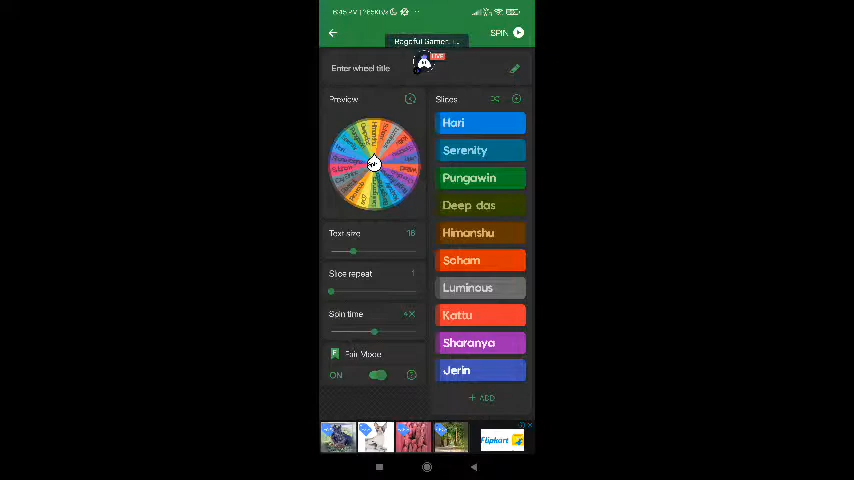 SPIN
Enter wheel title
LIVE
Preview
Slices
Hari
Serenity
Pungawin
Deep das
Himanshu
Soham
Luminous
Kattu
Sharanya
Jerin
Text size
16
Slice repeat
1
Spin time
Fair Mode
ON
+ ADD
Flipkart